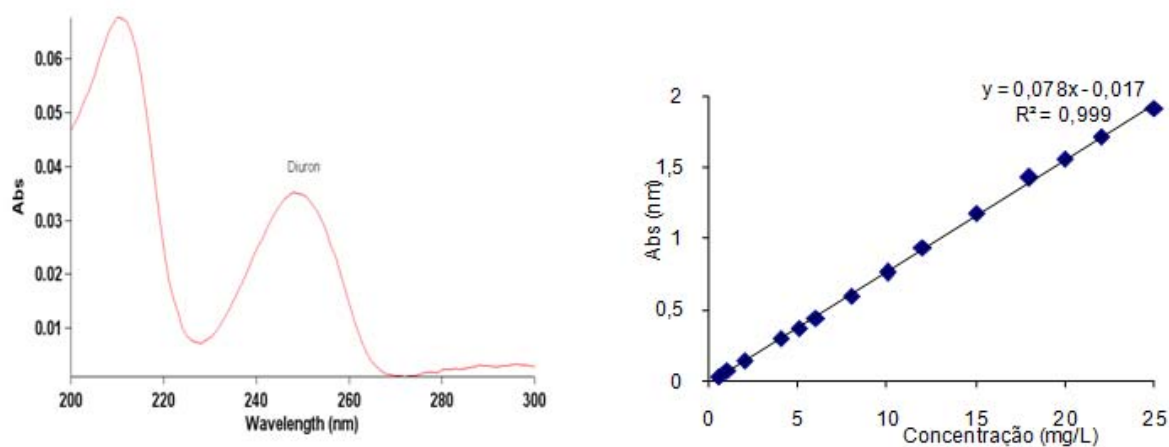 0.06
0.05
0.04
0.03
0.02
0.01
Abs
Diuron
200 220 240 260 280 300
Wavelength (nm)
y = 0,078x - 0,017
R² = 0,999
2
1,5
1
0,5
0
Abs (nm)
0 5 10 15 20 25
Concentração (mg/L)